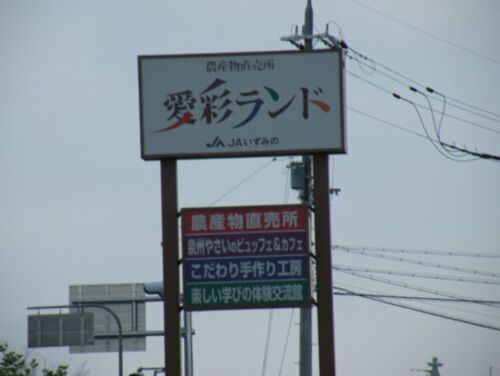 農産物直売所
愛彩ランド
JA JAいずみの
農産物直売所
泉州やさいのビュッフェ&カフェ
こだわり手作り工房
楽しい学びの体験交流館